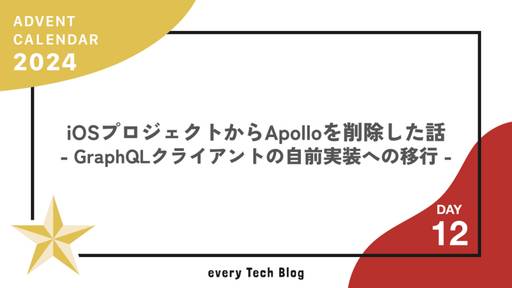 ADVENT
CALENDAR
2024
iOSプロジェクトからApolloを削除した話
- GraphQLクライアントの自前実装への移行 -
DAY
12
every Tech Blog